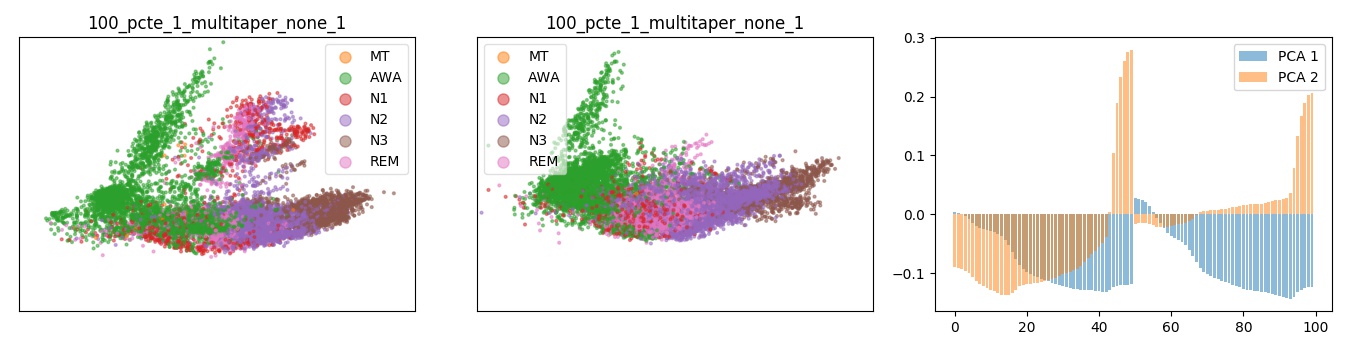 100_pcte_1_multitaper_none_1
MT
AWA
N1
N2
N3
REM
100_pcte_1_multitaper_none_1
MT
AWA
N1
N2
N3
REM
PCA 1
PCA 2
0.3
0.2
0.1
0.0
−0.1
0
20
40
60
80
100